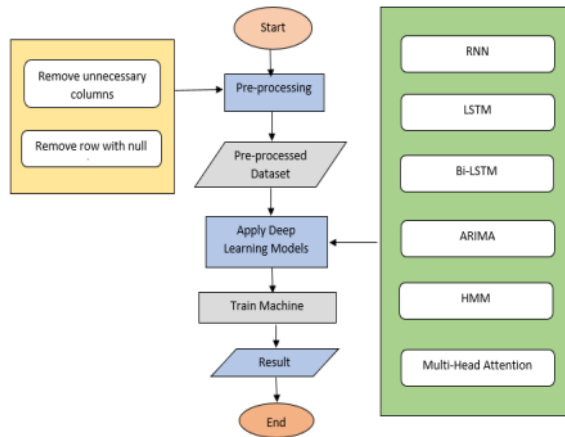 Start
Remove unnecessary
columns
Remove row with null
Pre-processing
Pre-processed
Dataset
Apply Deep
Learning Models
Train Machine
Result
End
RNN
LSTM
Bi-LSTM
ARIMA
HMM
Multi-Head Attention